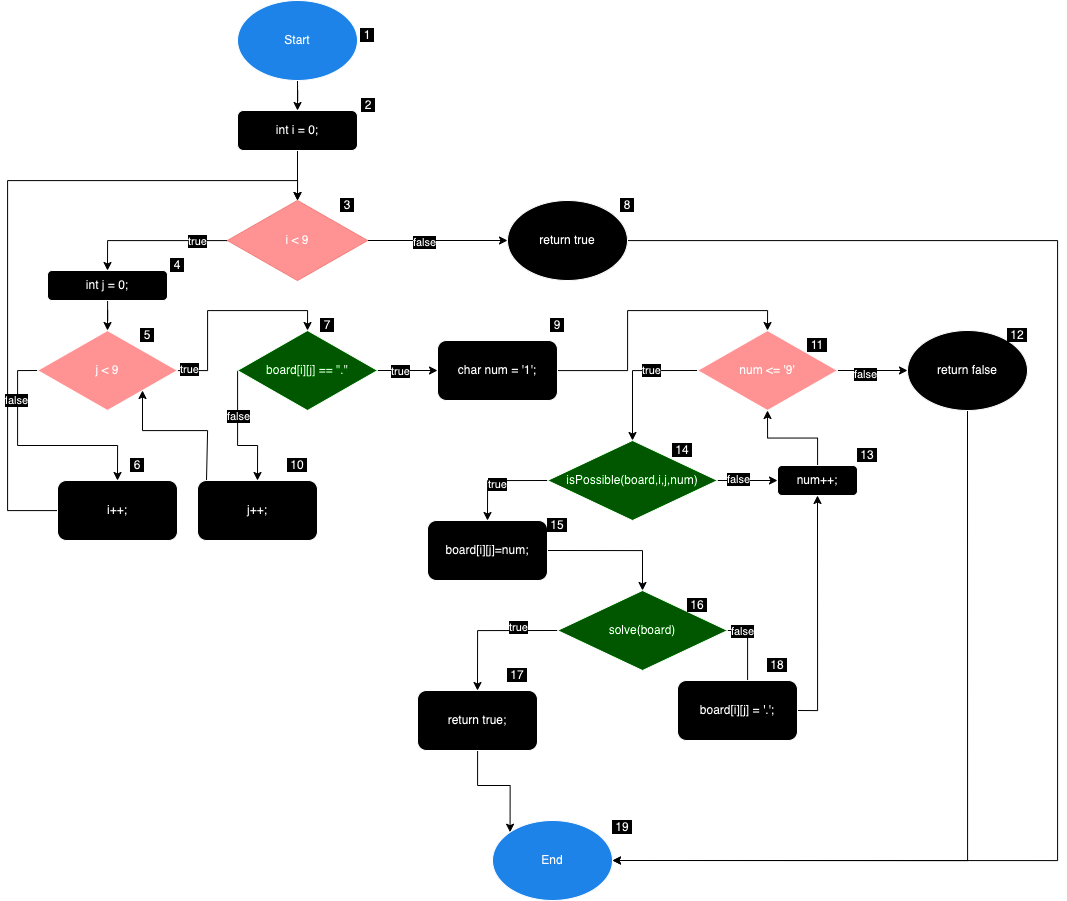 Start
1
2
int i = 0;
3
i < 9
true
false
8
return true
4
int j = 0;
5
j < 9
true
false
7
board[i][j] == "."
true
false
9
char num = '1';
11
num <= '9'
true
false
12
return false
6
i++;
10
j++;
14
isPossible(board,i,j,num)
true
false
13
num++;
15
board[i][j]=num;
16
solve(board)
true
false
17
return true;
18
board[i][j] = '.';
19
End